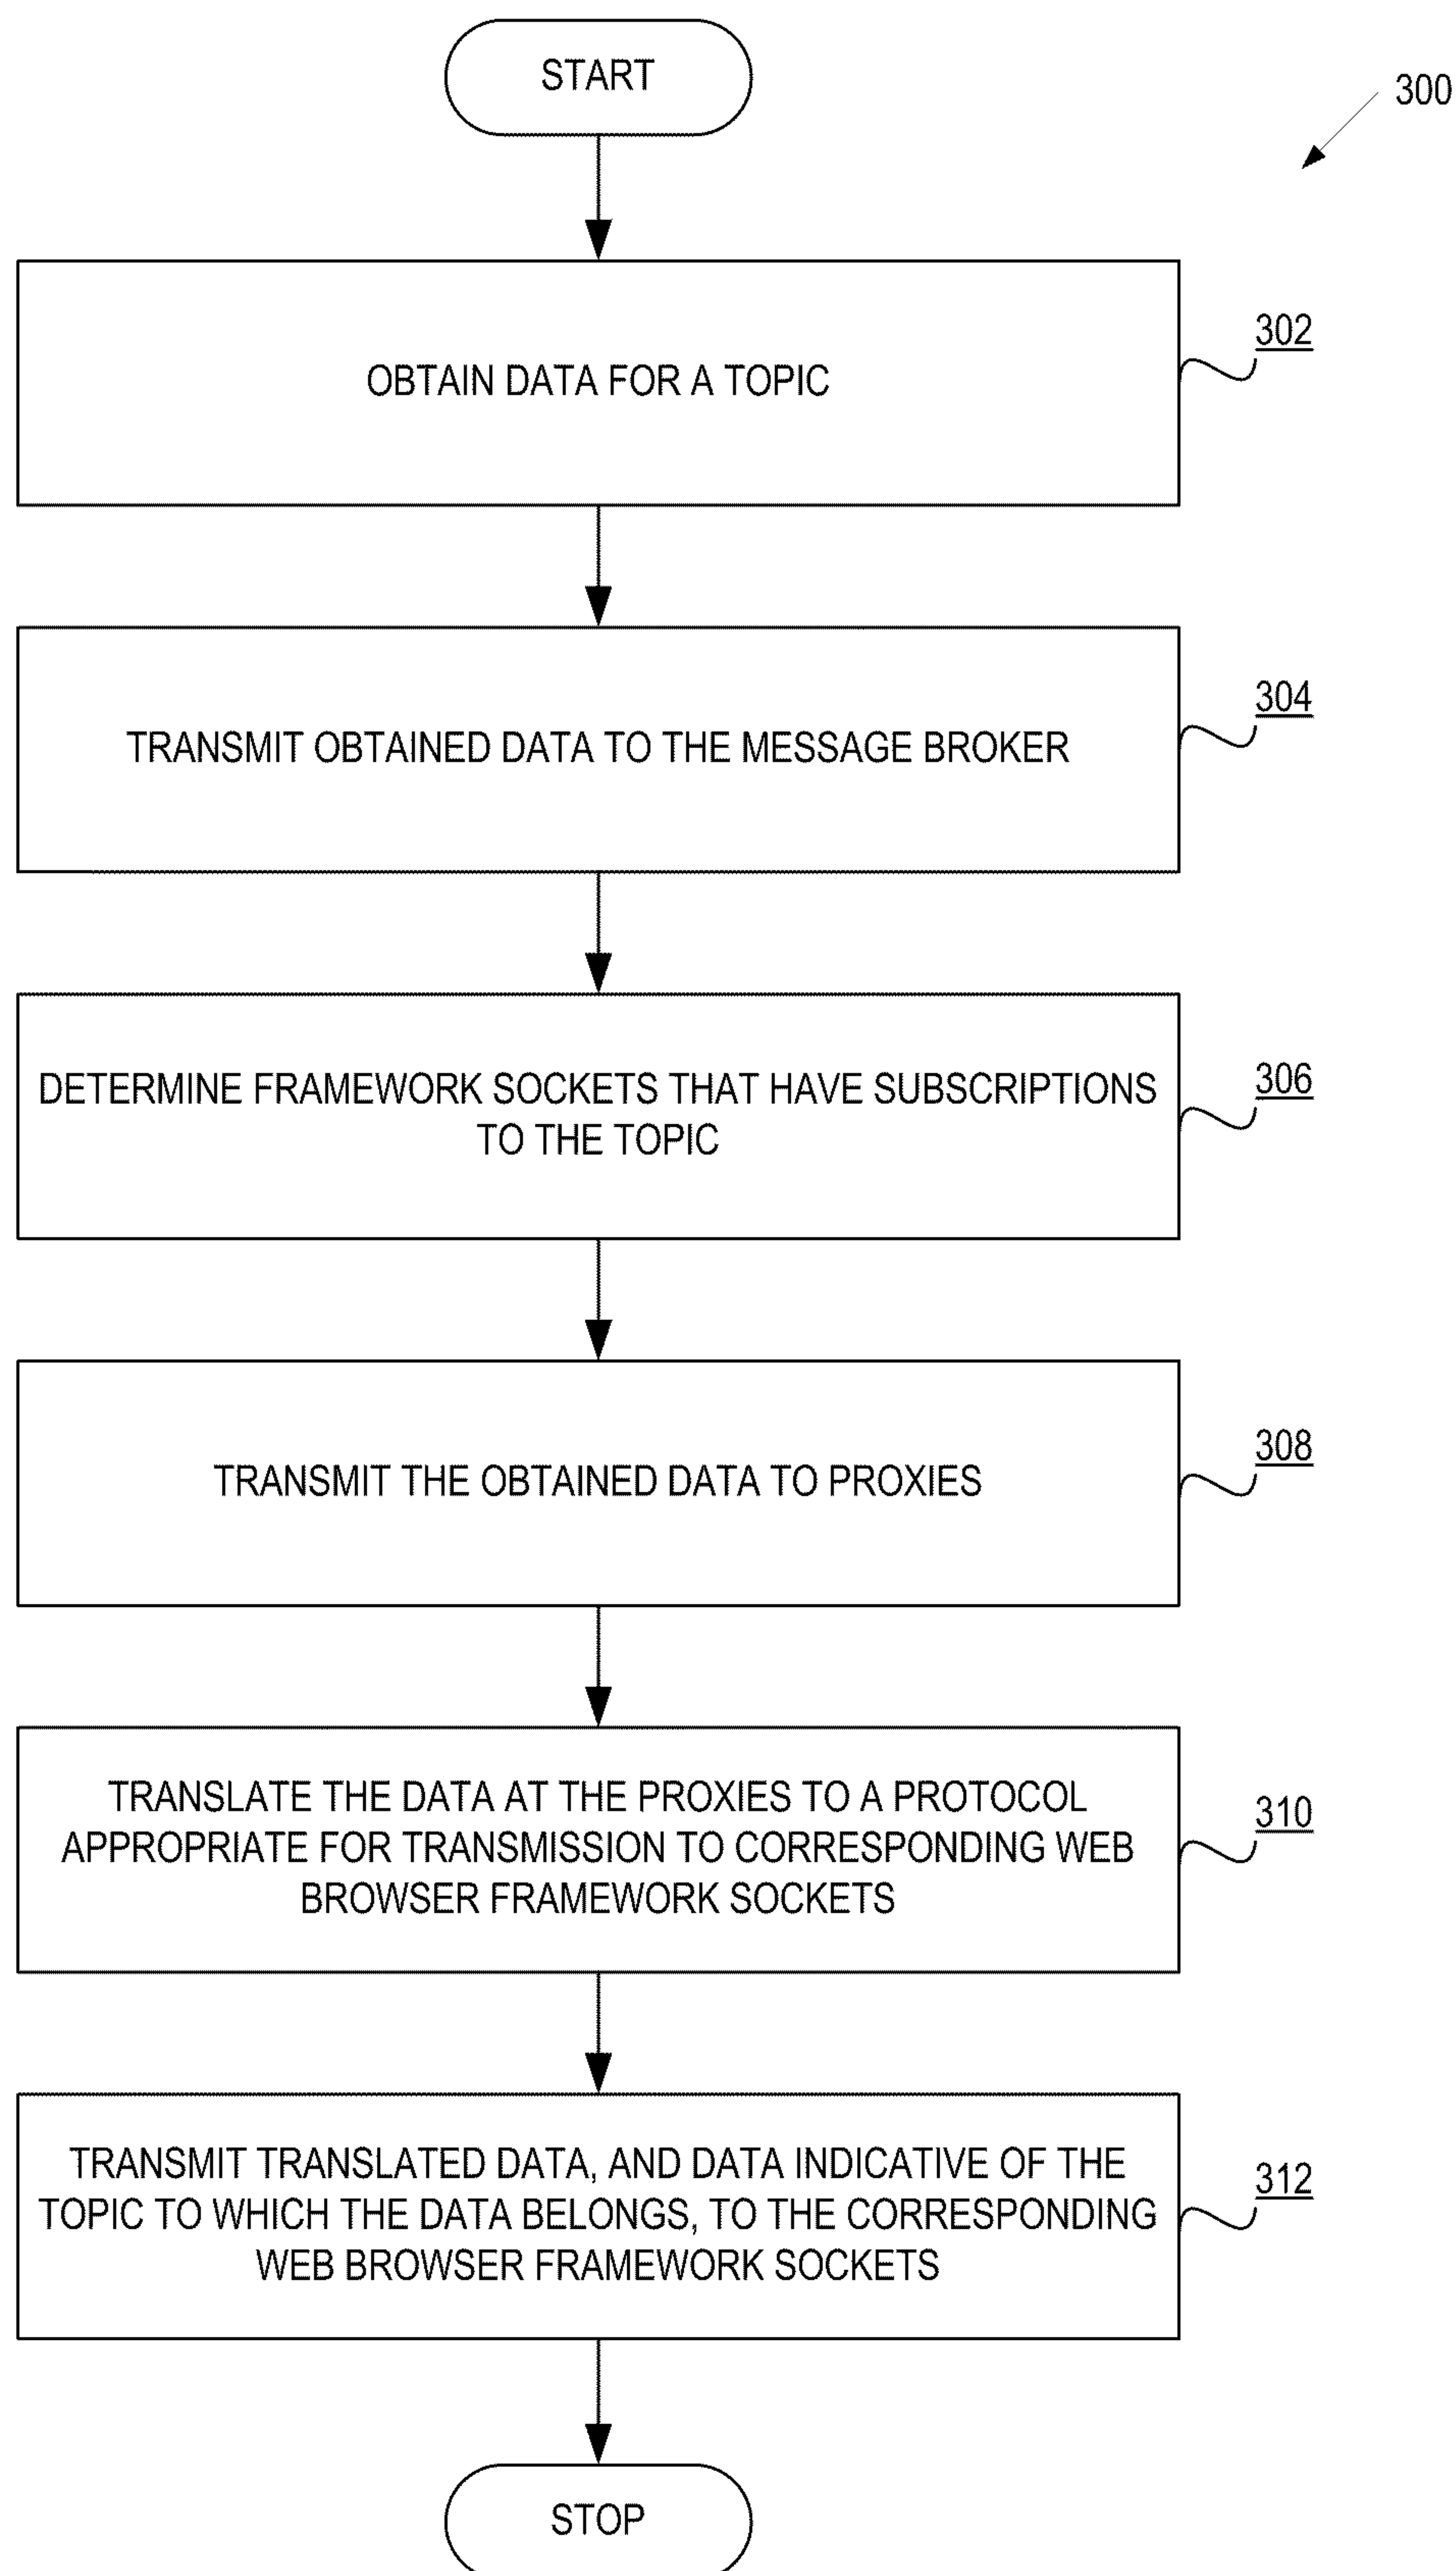 START
300
OBTAIN DATA FOR A TOPIC
302
TRANSMIT OBTAINED DATA TO THE MESSAGE BROKER
304
DETERMINE FRAMEWORK SOCKETS THAT HAVE SUBSCRIPTIONS
TO THE TOPIC
306
TRANSMIT THE OBTAINED DATA TO PROXIES
308
TRANSLATE THE DATA AT THE PROXIES TO A PROTOCOL
APPROPRIATE FOR TRANSMISSION TO CORRESPONDING WEB
BROWSER FRAMEWORK SOCKETS
310
TRANSMIT TRANSLATED DATA, AND DATA INDICATIVE OF THE
TOPIC TO WHICH THE DATA BELONGS, TO THE CORRESPONDING
WEB BROWSER FRAMEWORK SOCKETS
312
STOP